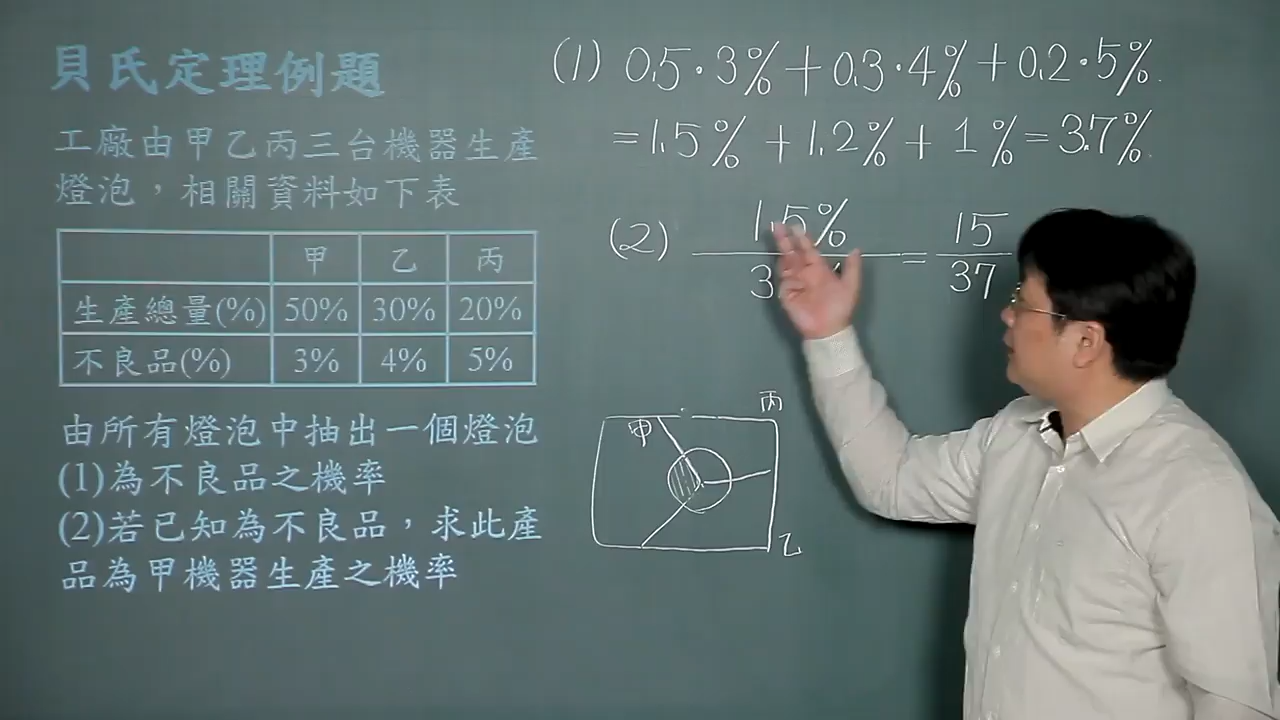 貝氏定理例題
工廠由甲乙丙三台機器生產
燈泡，相關資料如下表
甲 乙 丙
生產總量(%) 50% 30% 20%
不良品(%) 3% 4% 5%
由所有燈泡中抽出一個燈泡
(1)為不良品之機率
(2)若已知為不良品，求此產
品為甲機器生產之機率
(1) 0.5·3%+0.3·4%+0.2·5%
=1.5%+1.2%+1%=3.7%
(2) 1.5%
3
= 15
37
丙
甲
乙